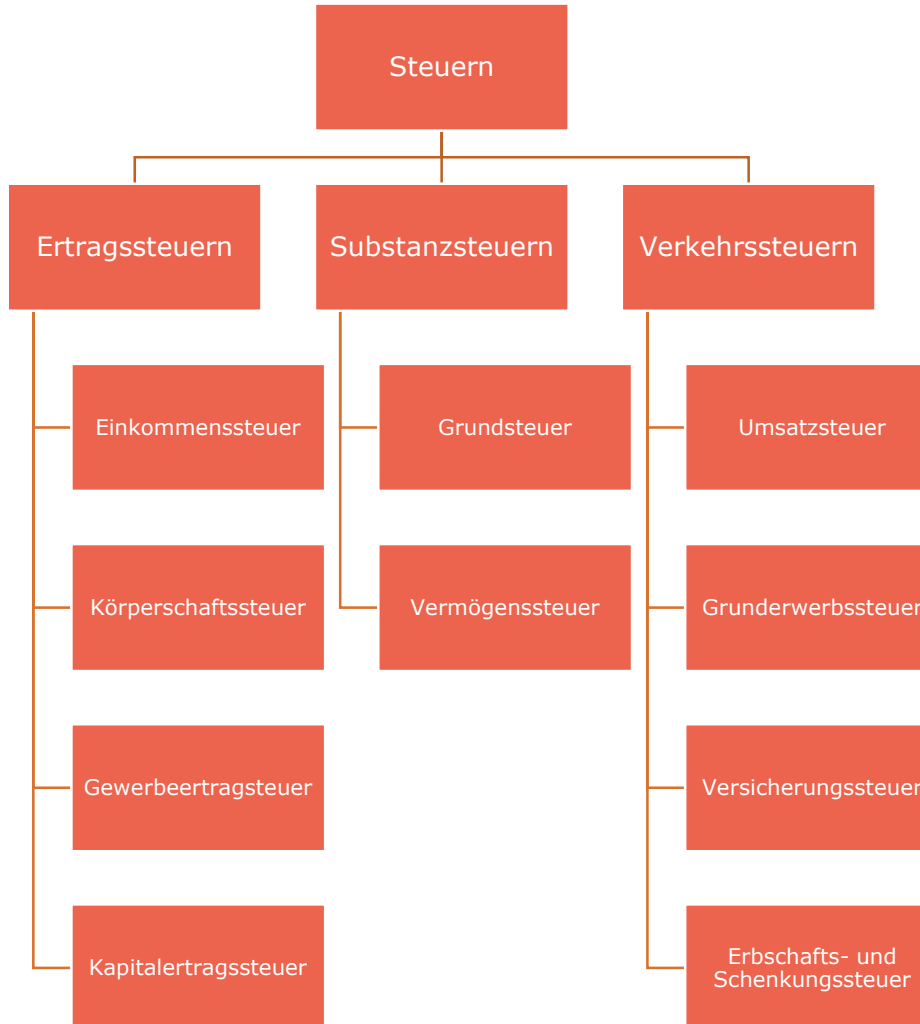 Steuern
Ertragssteuern
Substanzsteuern
Verkehrssteuern
Einkommenssteuer
Grundsteuer
Umsatzsteuer
Körperschaftssteuer
Vermögenssteuer
Grunderwerbssteuer
Gewerbeertragsteuer
Versicherungssteuer
Kapitalertragssteuer
Erbschafts- und
Schenkungssteuer